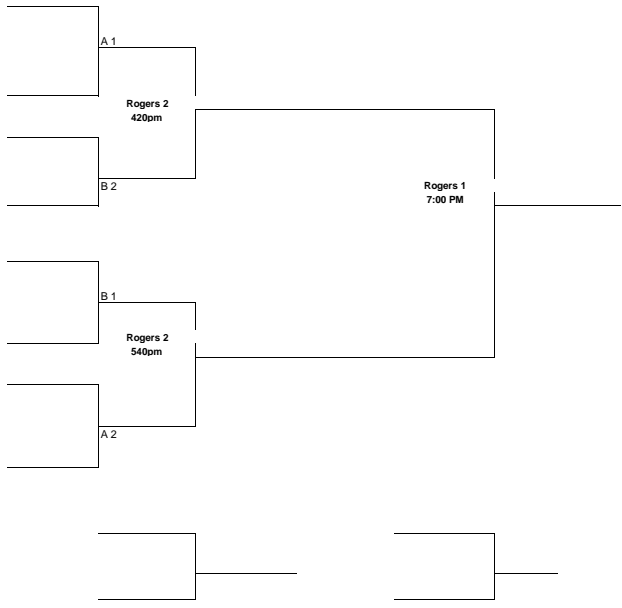 A 1
Rogers 2
420pm
B 2
Rogers 1
7:00 PM
B 1
Rogers 2
540pm
A 2